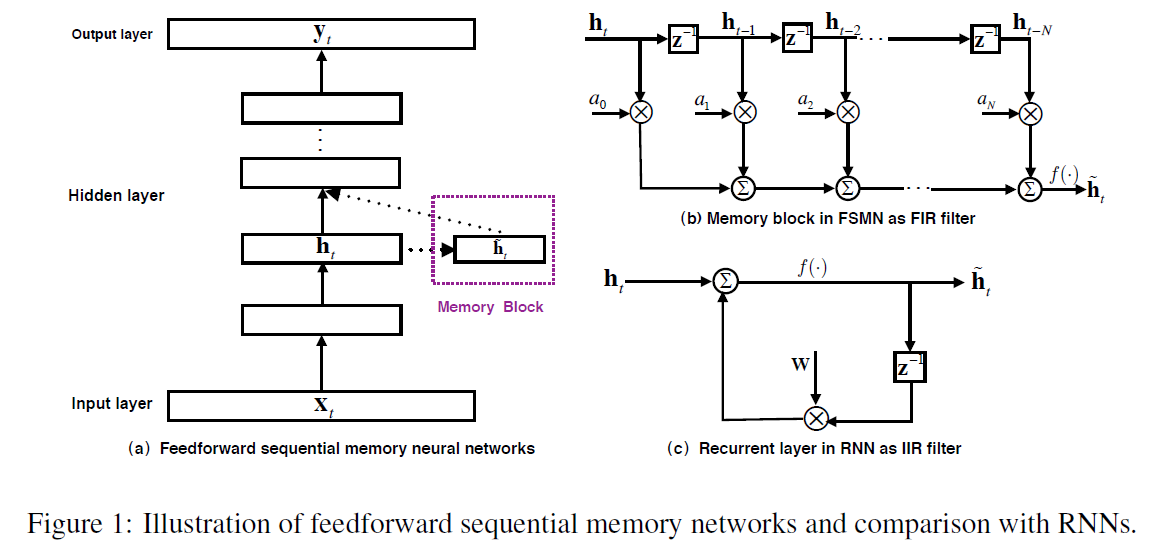 Output layer
y_t
Hidden layer
h_t
h̃_t
Memory Block
Input layer
x_t
(a) Feedforward sequential memory neural networks
h_t z⁻¹ h_{t−1} z⁻¹ h_{t−2} ... z⁻¹ h_{t−N}
a_0 a_1 a_2 a_N
Σ Σ ... Σ f(·) h̃_t
(b) Memory block in FSMN as FIR filter
h_t Σ f(·) h̃_t
w z⁻¹
(c) Recurrent layer in RNN as IIR filter
Figure 1: Illustration of feedforward sequential memory networks and comparison with RNNs.